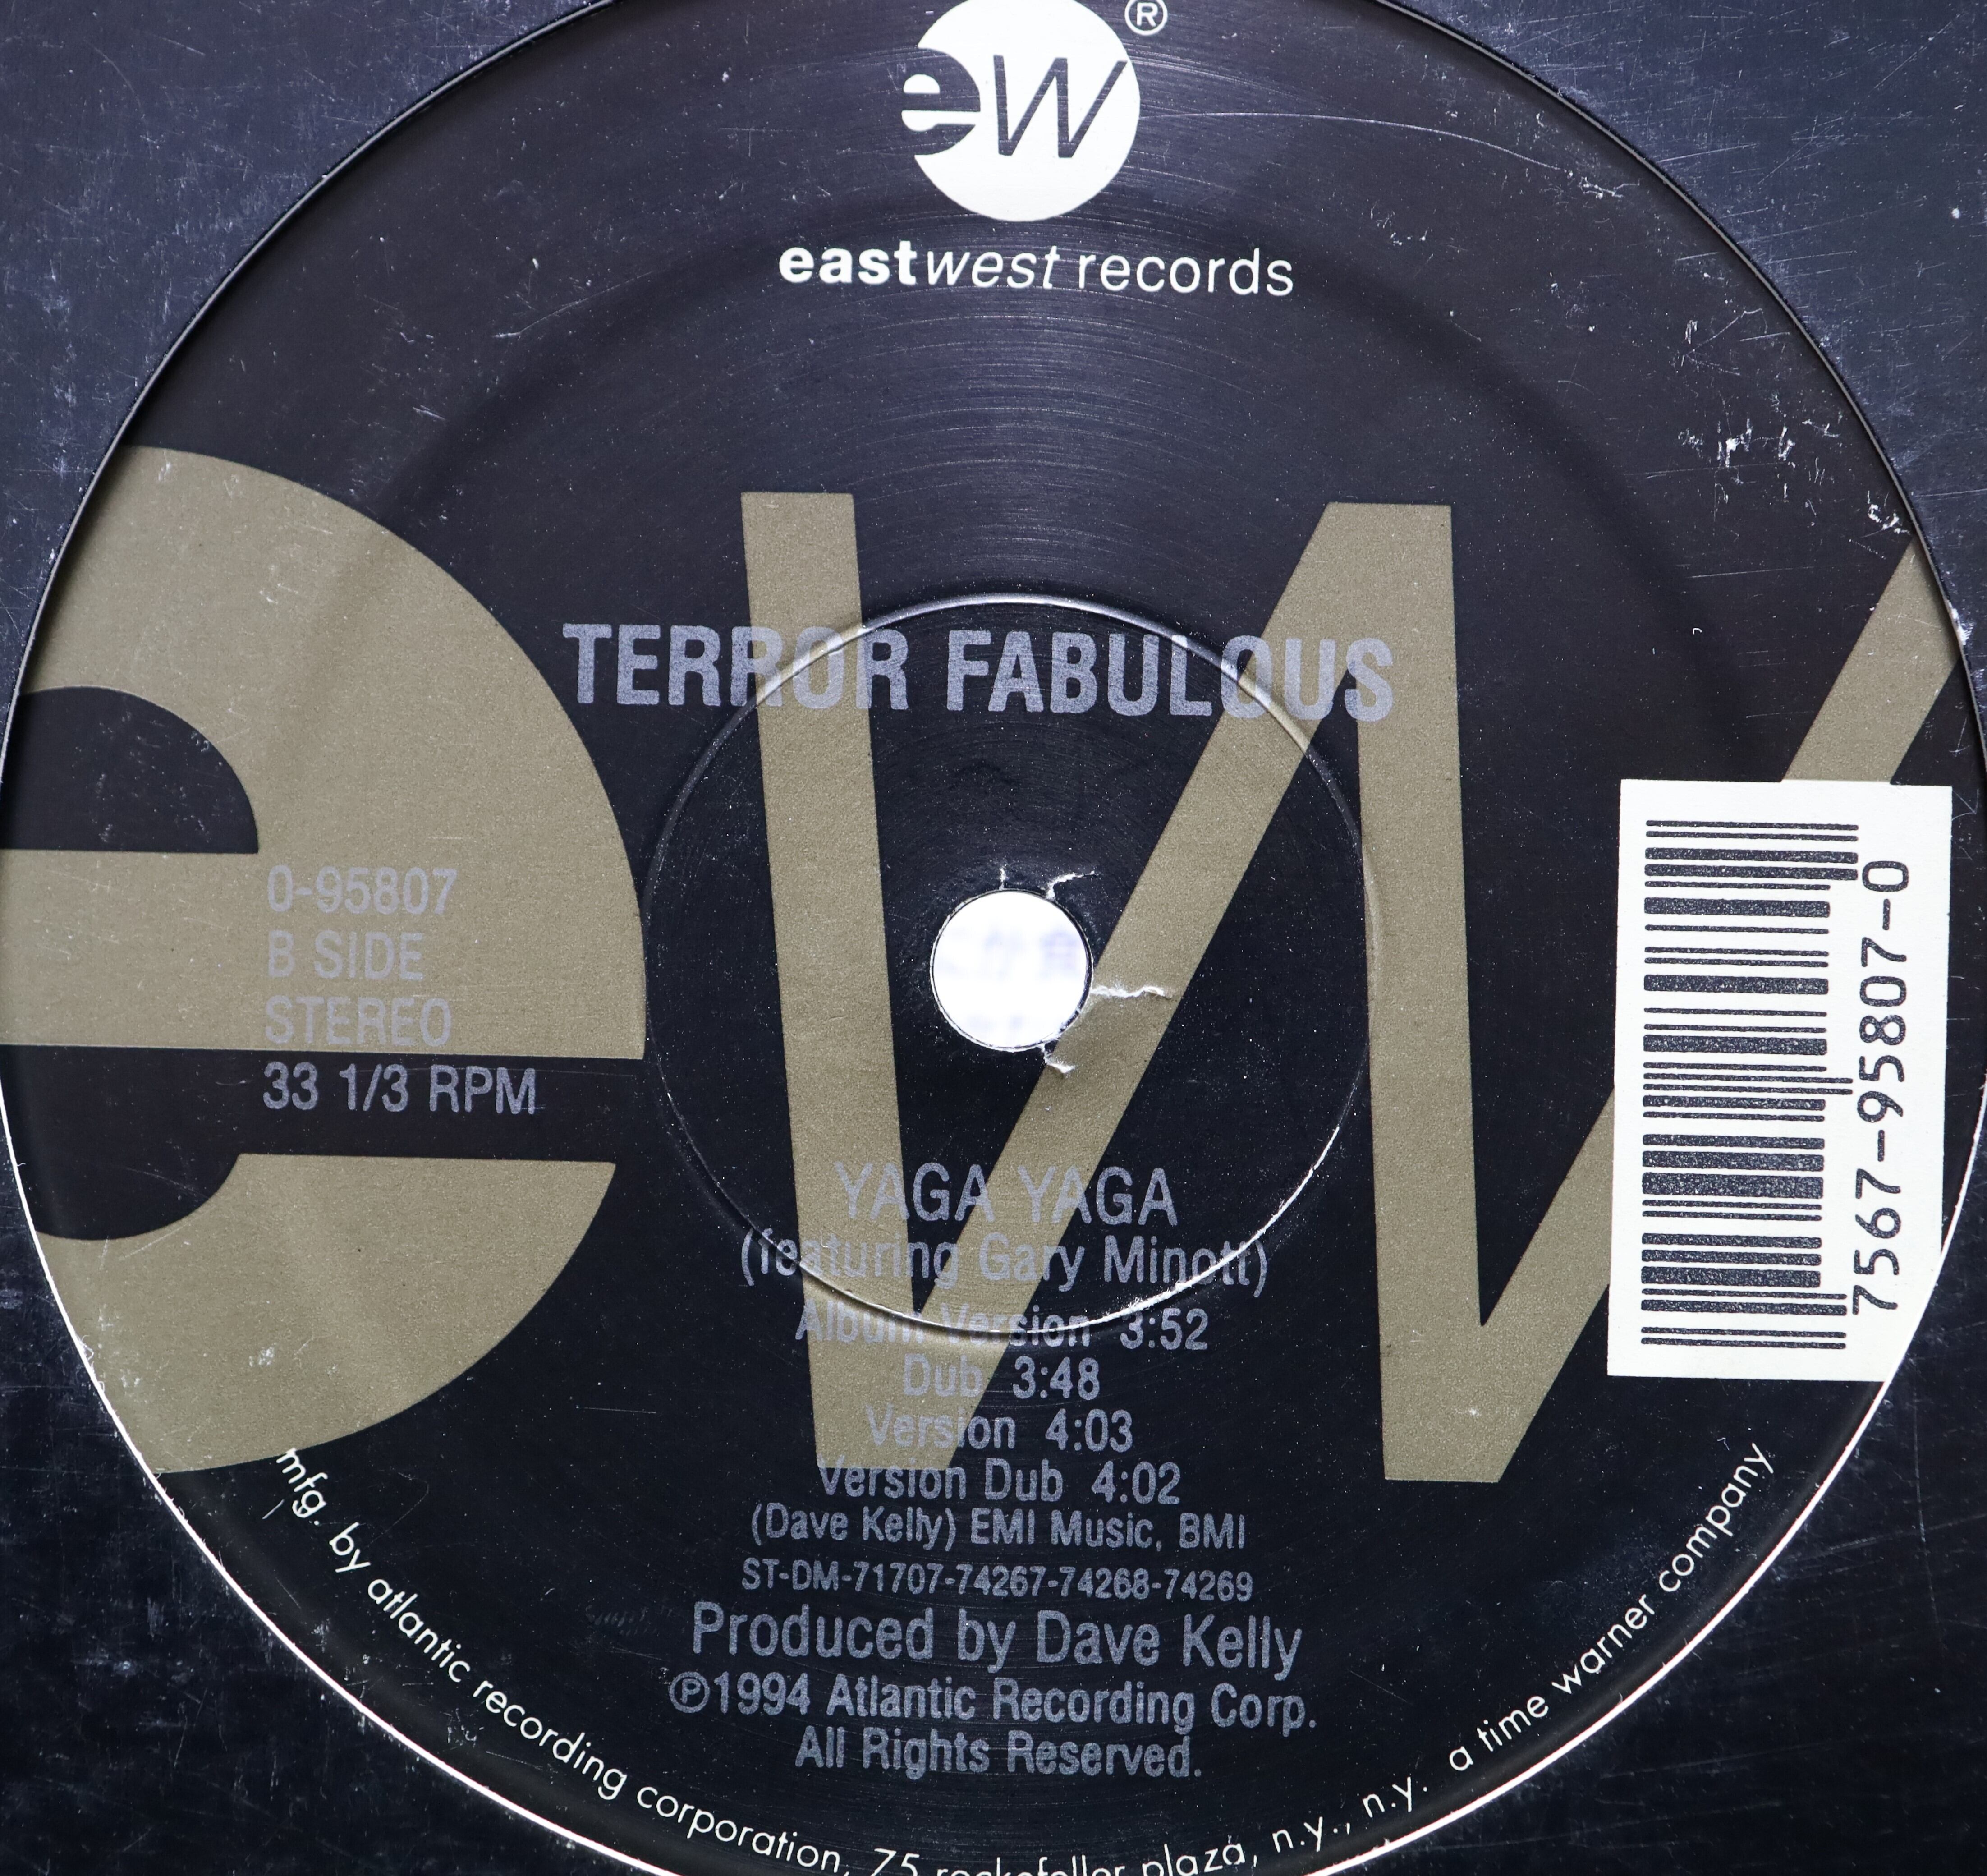 ®
ew
eastwest records
TERROR FABULOUS
0-95807
B SIDE
STEREO
33 1/3 RPM
7567-95807-0
YAGA YAGA
(featuring Gary Minott)
Album Version 3:52
Dub 3:48
Version 4:03
Version Dub 4:02
(Dave Kelly) EMI Music, BMI
ST-DM-71707-74267-74268-74269
Produced by Dave Kelly
℗1994 Atlantic Recording Corp.
All Rights Reserved.
mfg. by atlantic recording corporation, 75 rockefeller plaza, n.y., n.y. a time warner company